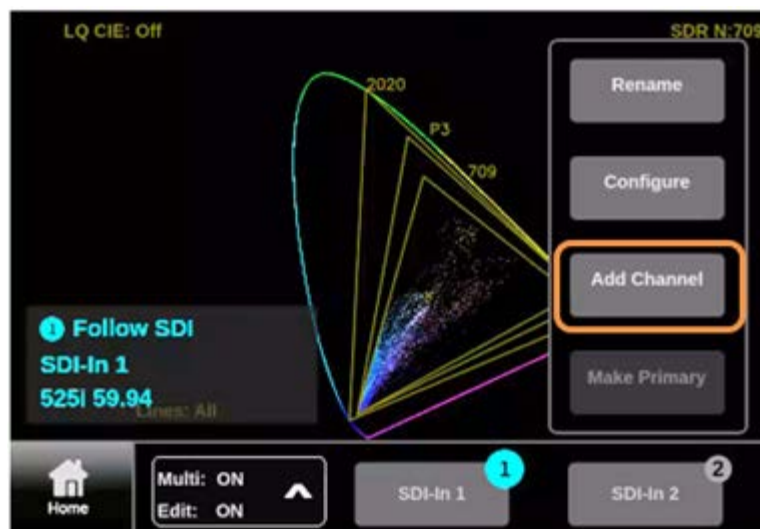 LQ CIE: Off
SDR N:709
2020
P3
709
Rename
Configure
Add Channel
Make Primary
1 Follow SDI
SDI-In 1
525I 59.94
Lines: All
Home
Multi: ON
Edit: ON
SDI-In 1
1
SDI-In 2
2